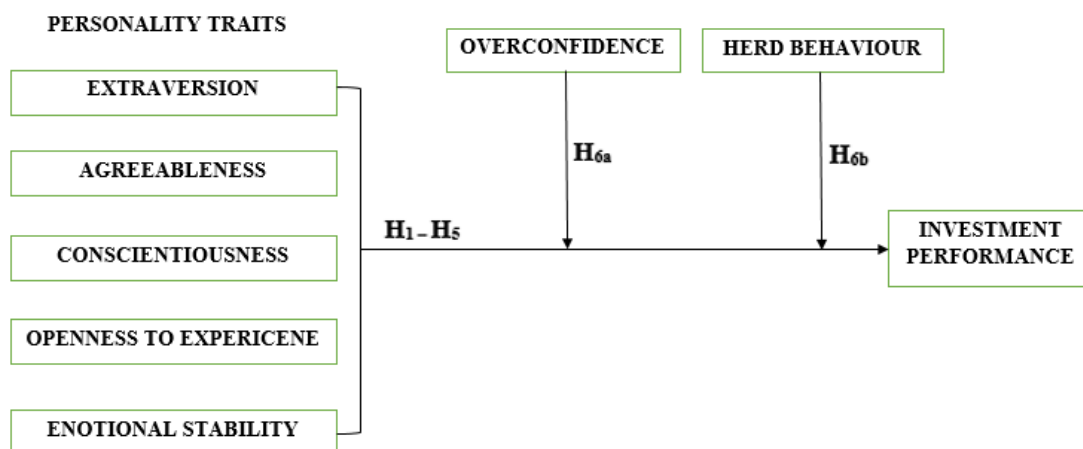 PERSONALITY TRAITS
OVERCONFIDENCE
HERD BEHAVIOUR
EXTRAVERSION
AGREEABLENESS
H6a
H6b
CONSCIENTIOUSNESS
H1 – H5
INVESTMENT
PERFORMANCE
OPENNESS TO EXPERICENE
ENOTIONAL STABILITY